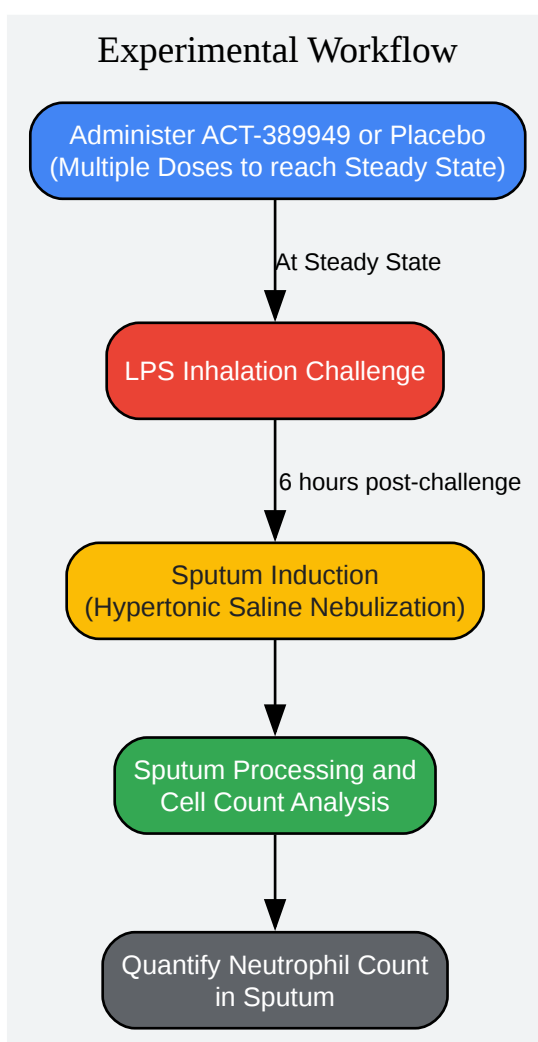 Experimental Workflow
Administer ACT-389949 or Placebo
(Multiple Doses to reach Steady State)
At Steady State
LPS Inhalation Challenge
6 hours post-challenge
Sputum Induction
(Hypertonic Saline Nebulization)
Sputum Processing and
Cell Count Analysis
Quantify Neutrophil Count
in Sputum